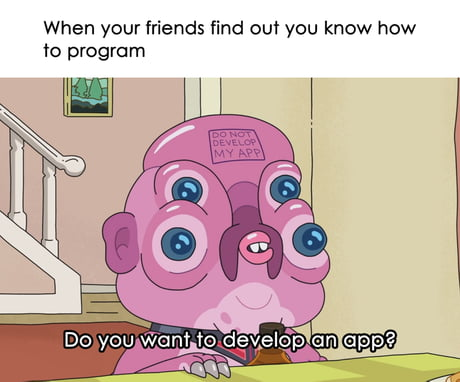 When your friends find out you know how
to program
DO NOT
DEVELOP
MY APP
Do you want to develop an app?